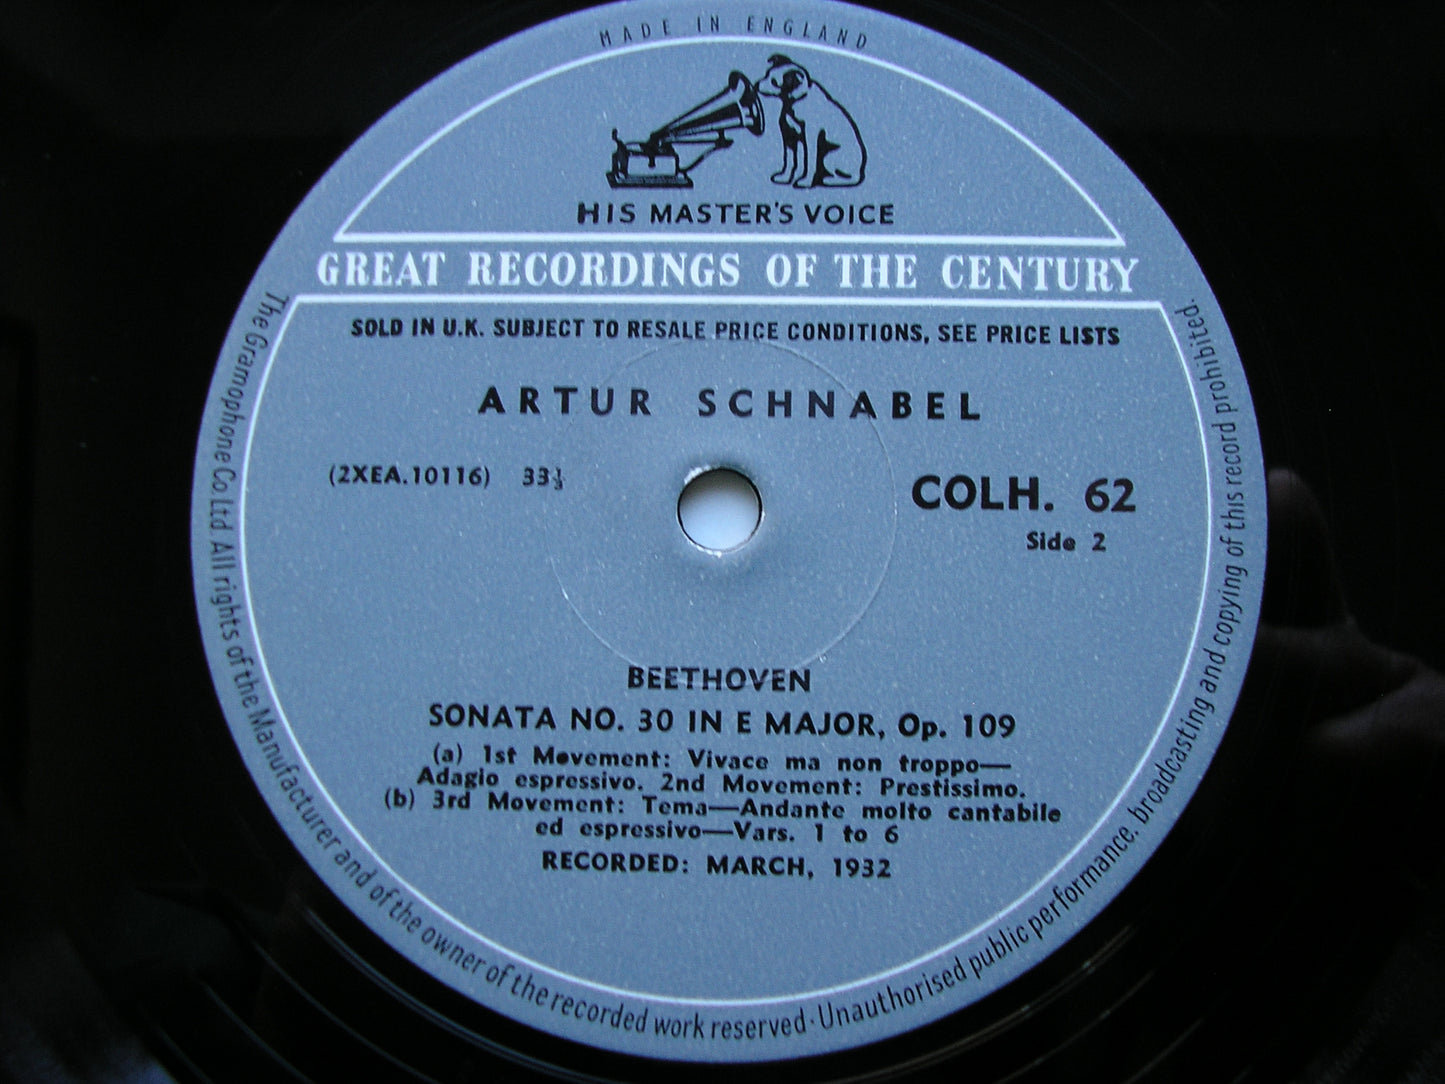 MADE IN ENGLAND
HIS MASTER'S VOICE
GREAT RECORDINGS OF THE CENTURY
SOLD IN U.K. SUBJECT TO RESALE PRICE CONDITIONS, SEE PRICE LISTS
ARTUR SCHNABEL
(2XEA.10116) 33⅓
COLH. 62
Side 2
BEETHOVEN
SONATA NO. 30 IN E MAJOR, Op. 109
(a) 1st Movement: Vivace ma non troppo—
Adagio espressivo. 2nd Movement: Prestissimo.
(b) 3rd Movement: Tema—Andante molto cantabile
ed espressivo—Vars. 1 to 6
RECORDED: MARCH, 1932
The Gramophone Co. Ltd. All rights of the Manufacturer and of the owner of the recorded work reserved · Unauthorised public performance. broadcasting and copying of this record prohibited.